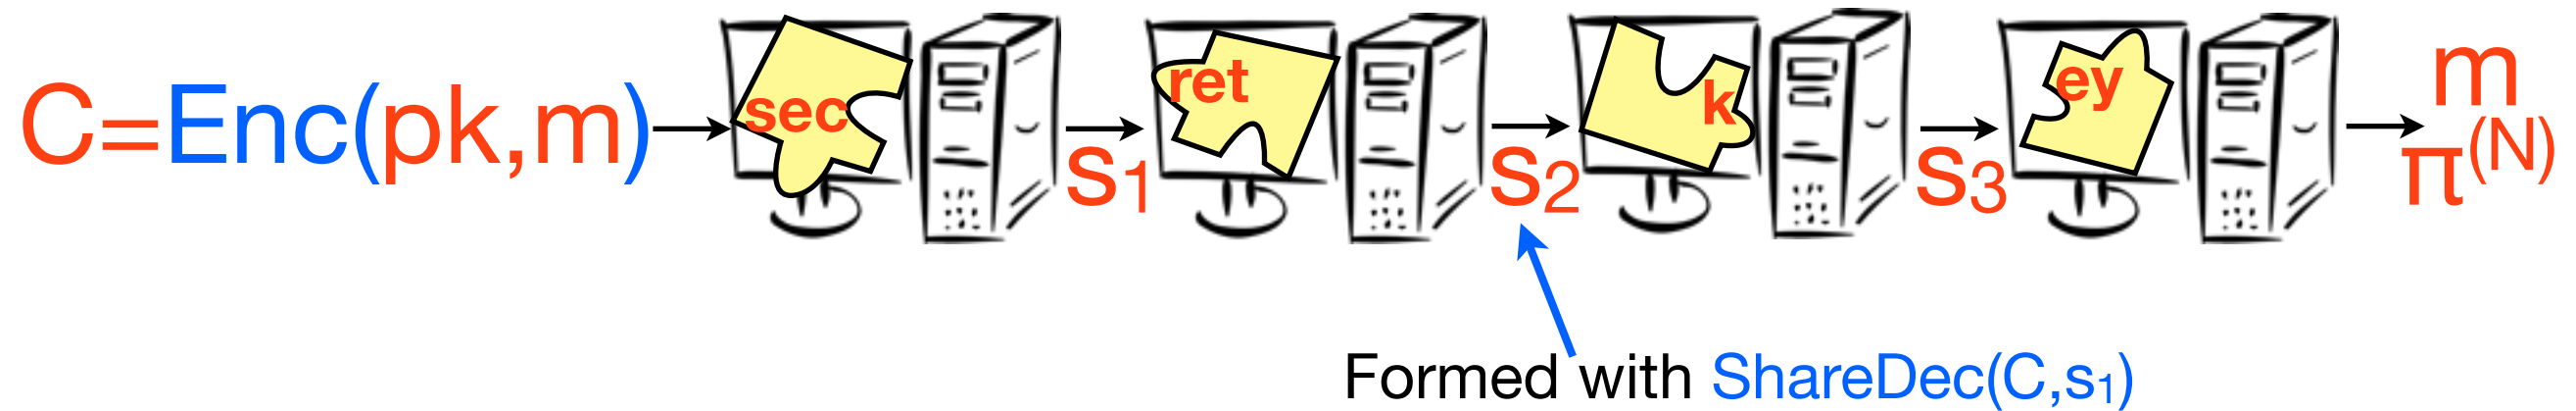 C=Enc(pk,m)
sec
s₁
ret
s₂
k
s₃
ey
m
π⁽ᴺ⁾
Formed with ShareDec(C,s₁)